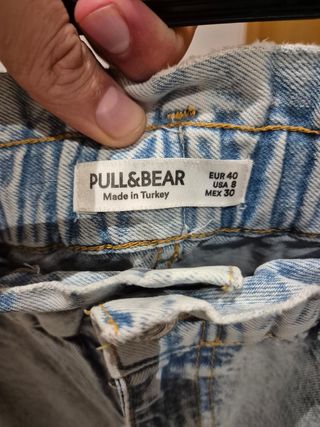 PULL&BEAR
Made in Turkey
EUR 40
USA 8
MEX 30